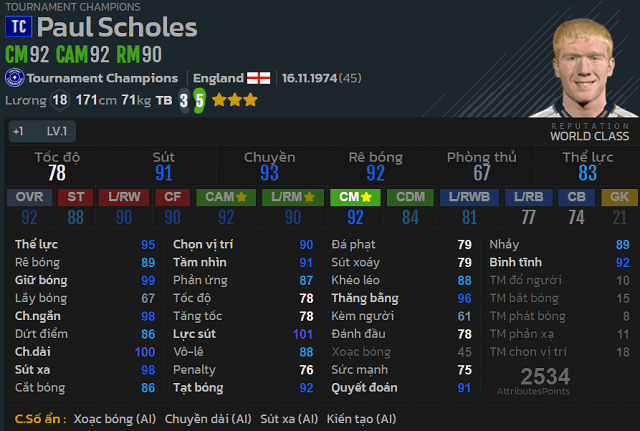 TOURNAMENT CHAMPIONS
TC Paul Scholes
CM 92 CAM 92 RM 90
Tournament Champions England 16.11.1974 (45)
Lương 18 171cm 71kg TB 3 5
REPUTATION
WORLD CLASS
+1 LV.1
Tốc độ Sút Chuyền Rê bóng Phòng thủ Thể lực
78 91 93 92 67 83
OVR ST L/RW CF CAM L/RM CM CDM L/RWB L/RB CB GK
92 88 90 90 92 90 92 84 81 77 74 21
Thể lực 95 Chọn vị trí 90 Đá phạt 79 Nhảy 89
Rê bóng 89 Tầm nhìn 91 Sút xoáy 79 Bình tĩnh 92
Giữ bóng 99 Phản ứng 87 Khéo léo 88 TM đổ người 10
Lấy bóng 67 Tốc độ 78 Thăng bằng 96 TM bắt bóng 15
Ch.ngắn 98 Tăng tốc 78 Kèm người 61 TM phát bóng 8
Dứt điểm 86 Lực sút 101 Đánh đầu 78 TM phản xạ 11
Ch.dài 100 Vô-lê 88 Xoạc bóng 45 TM chọn vị trí 18
Sút xa 98 Penalty 76 Sức mạnh 75 2534
Cắt bóng 86 Tạt bóng 92 Quyết đoán 91 AttributesPoints
C.Số ẩn : Xoạc bóng (AI) Chuyền dài (AI) Sút xa (AI) Kiến tạo (AI)